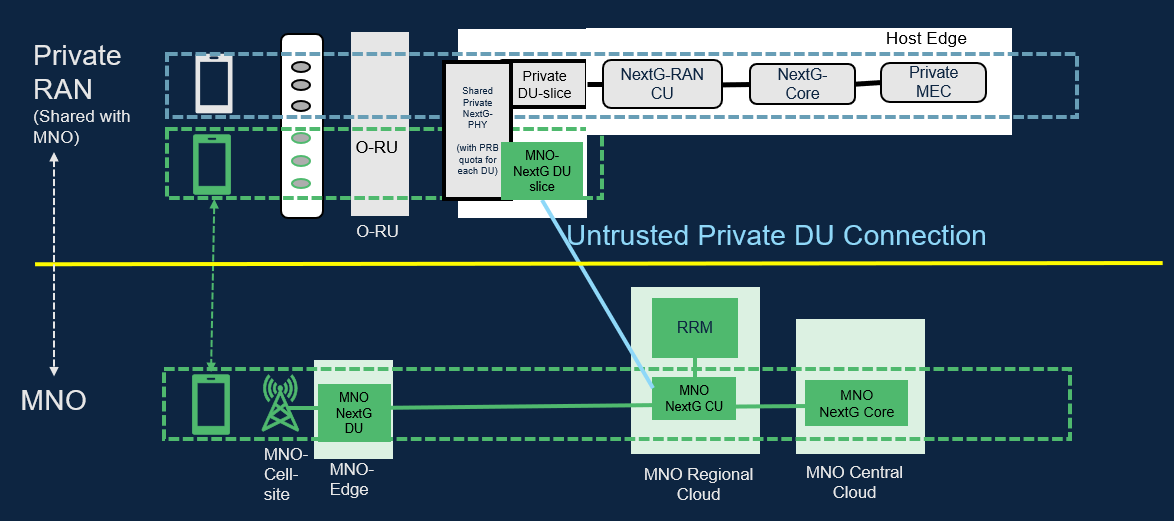 Host Edge
Private
RAN
(Shared with
MNO)
Shared
Private
NextG-
PHY
(with PRB
quota for
each DU)
Private
DU-slice
NextG-RAN
CU
NextG-
Core
Private
MEC
O-RU
MNO-
NextG DU
slice
O-RU
Untrusted Private DU Connection
RRM
MNO
MNO
NextG
DU
MNO
NextG CU
MNO
NextG Core
MNO-
Cell-
site
MNO-
Edge
MNO Regional
Cloud
MNO Central
Cloud